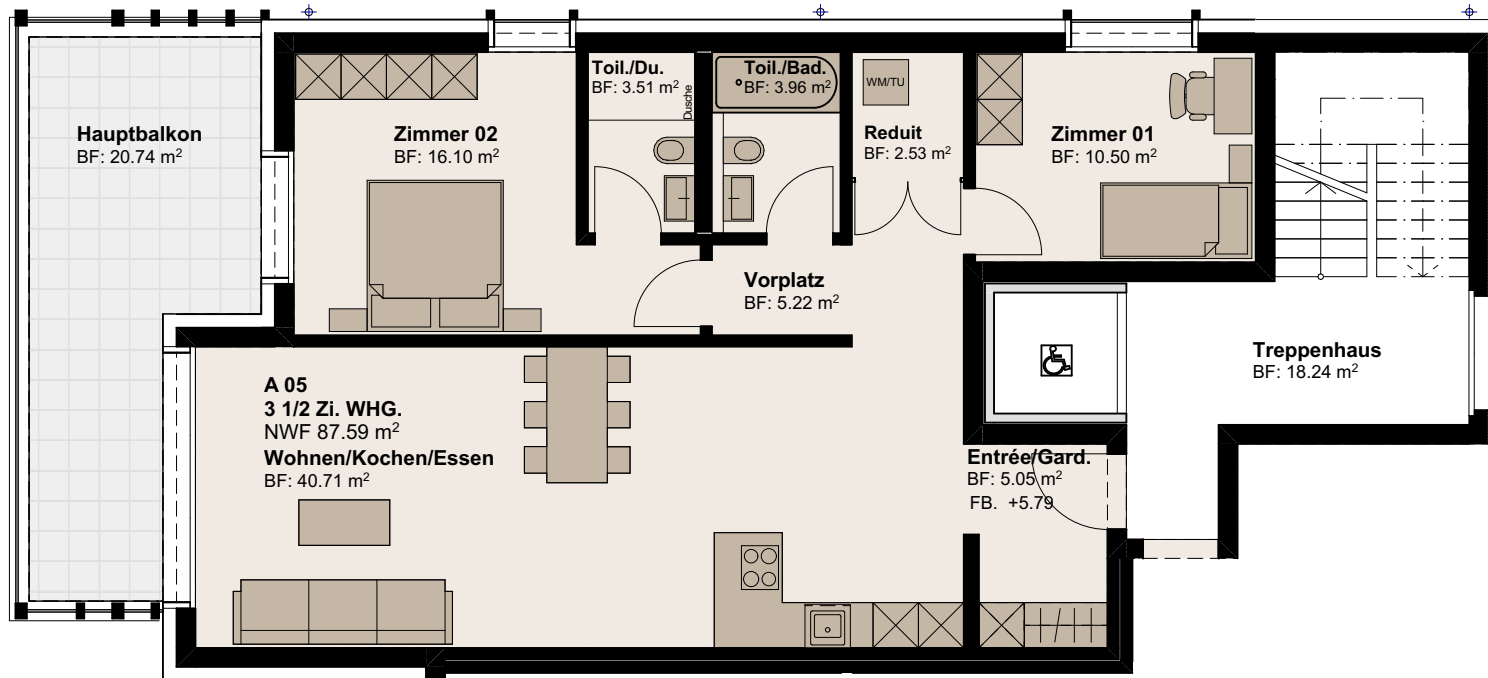 Hauptbalkon
BF: 20.74 m²
Zimmer 02
BF: 16.10 m²
Toil./Du.
BF: 3.51 m²
Dusche
Toil./Bad.
BF: 3.96 m²
WM/TU
Reduit
BF: 2.53 m²
Zimmer 01
BF: 10.50 m²
Vorplatz
BF: 5.22 m²
Treppenhaus
BF: 18.24 m²
A 05
3 1/2 Zi. WHG.
NWF 87.59 m²
Wohnen/Kochen/Essen
BF: 40.71 m²
Entrée/Gard.
BF: 5.05 m²
FB. +5.79